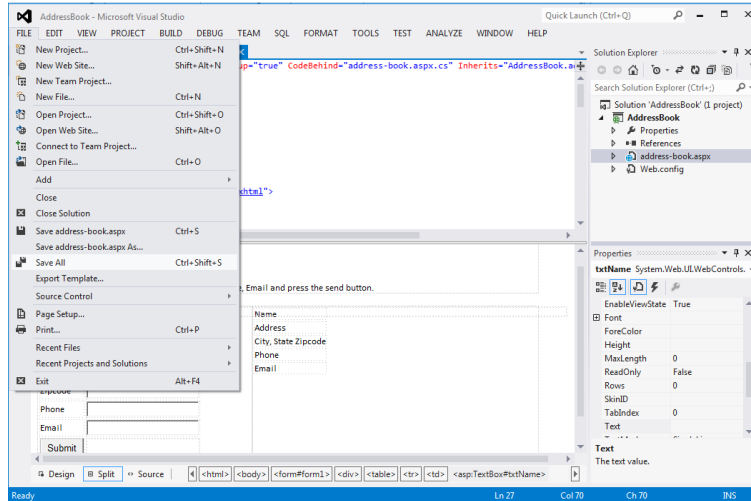 AddressBook - Microsoft Visual Studio
Quick Launch (Ctrl+Q)
FILE EDIT VIEW PROJECT BUILD DEBUG TEAM SQL FORMAT TOOLS TEST ANALYZE WINDOW HELP
New Project... Ctrl+Shift+N
New Web Site... Shift+Alt+N
New Team Project...
New File... Ctrl+N
Open Project... Ctrl+Shift+O
Open Web Site... Shift+Alt+O
Connect to Team Project...
Open File... Ctrl+O
Add
Close
Close Solution
Save address-book.aspx Ctrl+S
Save address-book.aspx As...
Save All Ctrl+Shift+S
Export Template...
Source Control
Page Setup...
Print... Ctrl+P
Recent Files
Recent Projects and Solutions
Exit Alt+F4
="true" CodeBehind="address-book.aspx.cs" Inherits="AddressBook.a
xhtml">
, Email and press the send button.
Name
Address
City, State Zipcode
Phone
Email
Zipcode
Phone
Email
Submit
Design Split Source <html> <body> <form#form1> <div> <table> <tr> <td> <asp:TextBox#txtName>
Solution Explorer
Search Solution Explorer (Ctrl+;)
Solution 'AddressBook' (1 project)
AddressBook
Properties
References
address-book.aspx
Web.config
Properties
txtName System.Web.UI.WebControls.
EnableViewState True
Font
ForeColor
Height
MaxLength 0
ReadOnly False
Rows 0
SkinID
TabIndex 0
Text
Text
The text value.
Ready Ln 27 Col 70 Ch 70 INS